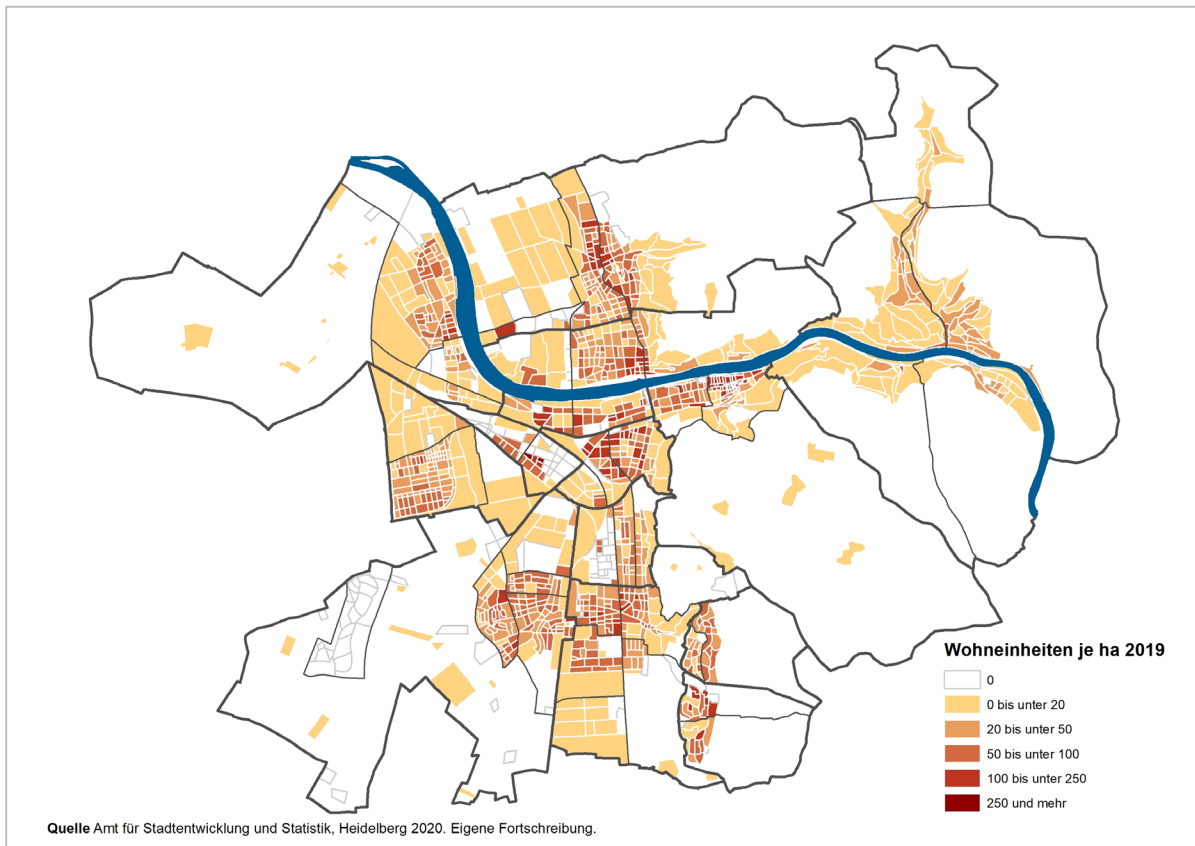 Wohneinheiten je ha 2019
0
0 bis unter 20
20 bis unter 50
50 bis unter 100
100 bis unter 250
250 und mehr
Quelle Amt für Stadtentwicklung und Statistik, Heidelberg 2020. Eigene Fortschreibung.